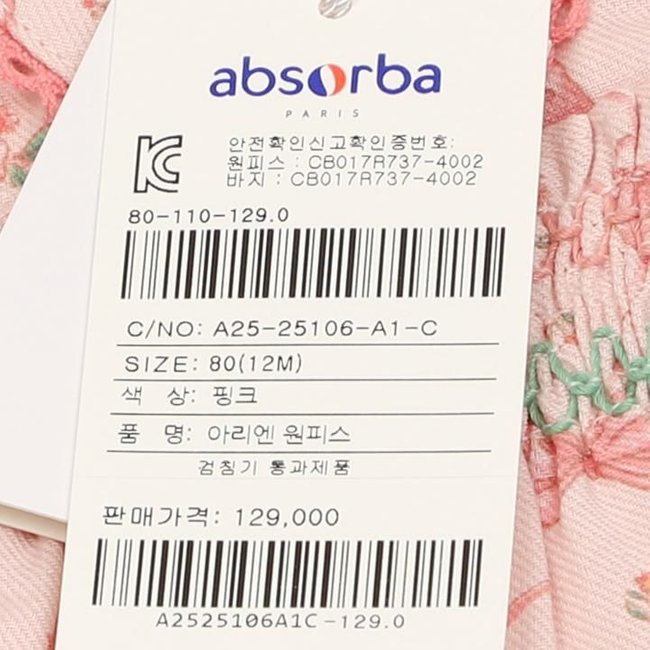 absorba
PARIS
안전확인신고확인증번호:
원피스 : CB017R737-4002
바지 : CB017R737-4002
80-110-129.0
C/NO: A25-25106-A1-C
SIZE: 80(12M)
색 상: 핑크
품 명: 아리엔 원피스
검침기 통과제품
판매가격: 129,000
A2525106A1C-129.0